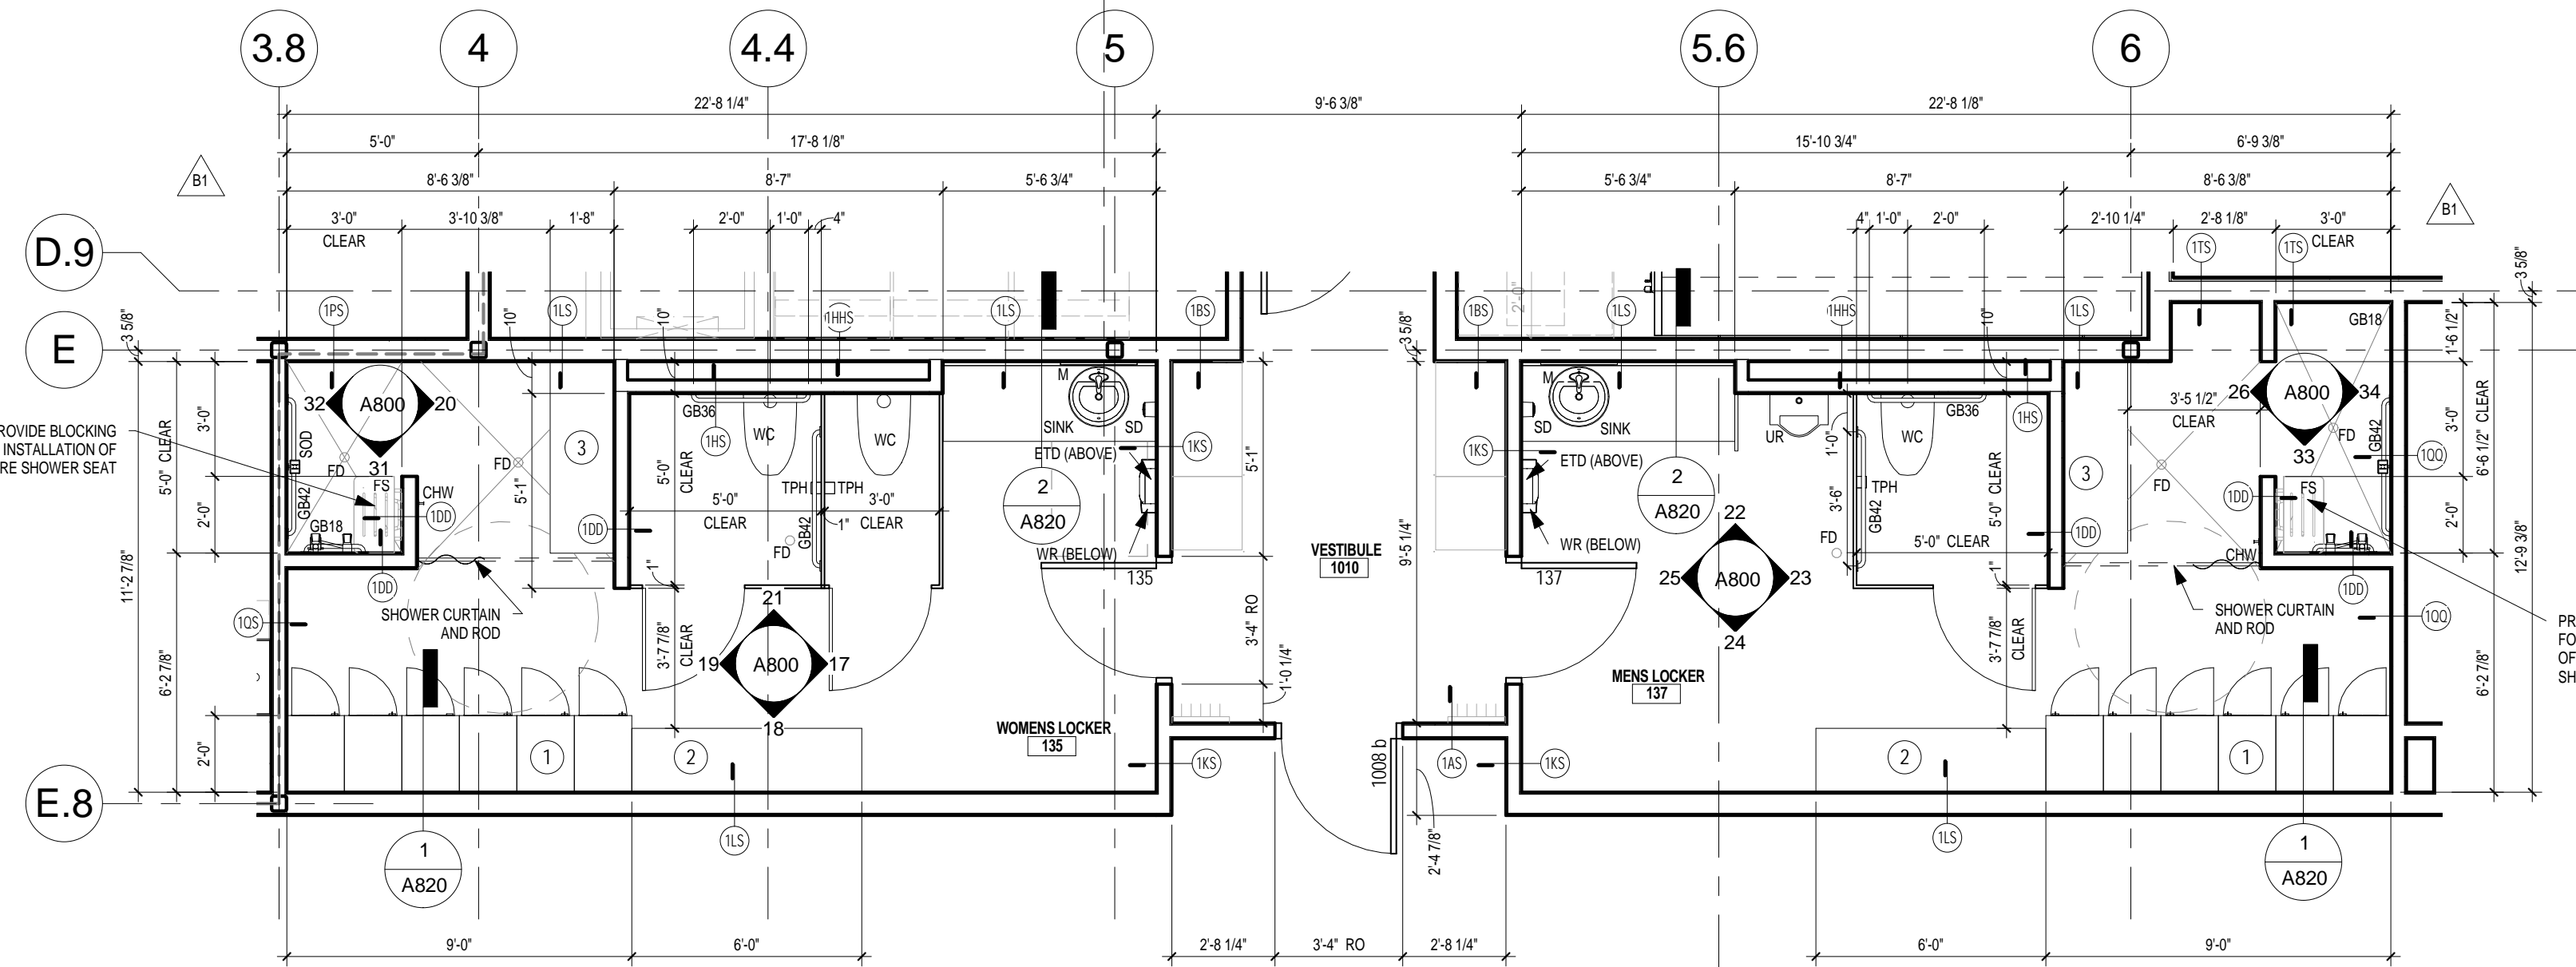 3.8
4
4.4
5
5.6
6
22'-8 1/4"
9'-6 3/8"
22'-8 1/8"
5'-0"
17'-8 1/8"
15'-10 3/4"
6'-9 3/8"
B1
8'-6 3/8"
8'-7"
5'-6 3/4"
5'-6 3/4"
8'-7"
8'-6 3/8"
B1
3'-0"
CLEAR
3'-10 3/8"
1'-8"
2'-0"
1'-0"
4"
4"
1'-0"
2'-0"
2'-10 1/4"
2'-8 1/8"
3'-0"
CLEAR
D.9
E
E.8
1PS
1LS
1HHS
1LS
1BS
1BS
1LS
1HHS
1LS
1TS
1TS
3 5/8"
10"
10"
2'-0"
3 5/8"
10"
3 5/8"
GB18
1'-6 1/2"
32
A800
20
31
M
SINK
SD
M
SD
SINK
26
A800
34
33
3'-5 1/2"
CLEAR
ROVIDE BLOCKING
INSTALLATION OF
RE SHOWER SEAT
5'-0" CLEAR
3'-0"
2'-0"
SOD
FD
FS
GB42
GB18
CHW
1DD
1DD
FD
5'-1"
3
1DD
GB36
1HS
WC
WC
5'-0"
CLEAR
5'-0"
CLEAR
TPH
TPH
3'-0"
CLEAR
1"
GB42
FD
1"
ETD (ABOVE)
1KS
2
A820
WR (BELOW)
135
5'-1"
1KS
ETD (ABOVE)
WR (BELOW)
137
2
A820
UR
1'-0"
3'-6"
FD
WC
GB36
1HS
TPH
GB42
5'-0" CLEAR
5'-0" CLEAR
1DD
1"
3
FD
FD
GB42
FS
1DD
1QQ
CHW
1DD
3'-0"
6'-6 1/2" CLEAR
2'-0"
12'-9 3/8"
VESTIBULE
1010
9'-5 1/4"
11'-2 7/8"
6'-2 7/8"
2'-0"
1QS
SHOWER CURTAIN
AND ROD
3'-7 7/8"
CLEAR
21
19
A800
17
18
3'-4" RO
1'-0 1/4"
22
25
A800
23
24
3'-7 7/8"
CLEAR
SHOWER CURTAIN
AND ROD
1QQ
6'-2 7/8"
PR
FO
OF
SH
WOMENS LOCKER
135
MENS LOCKER
137
1
2
1KS
1008 b
1AS
1KS
2
1
1
A820
1LS
2'-4 7/8"
1LS
1
A820
9'-0"
6'-0"
2'-8 1/4"
3'-4" RO
2'-8 1/4"
6'-0"
9'-0"